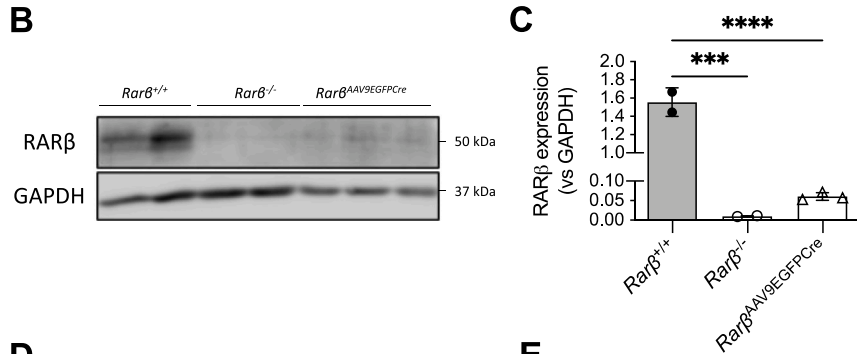 B
Rarβ+/+ Rarβ-/- RarβAAV9EGFPCre
RARβ
50 kDa
GAPDH
37 kDa
C
****
***
RARβ expression
(vs GAPDH)
2.0
1.8
1.6
1.4
1.2
1.0
0.10
0.05
0.00
Rarβ+/+
Rarβ-/-
RarβAAV9EGFPCre
D
E